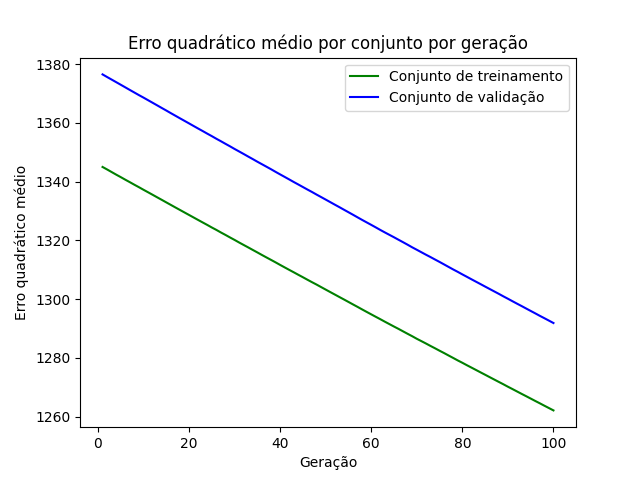 Erro quadrático médio por conjunto por geração
Conjunto de treinamento
Conjunto de validação
Erro quadrático médio
1380
1360
1340
1320
1300
1280
1260
0 20 40 60 80 100
Geração